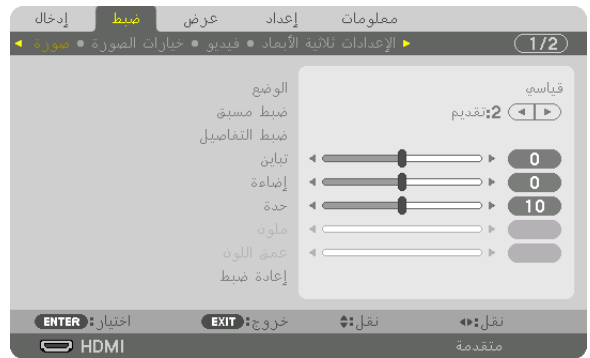 إدخال ضبط عرض إعداد معلومات
صورة • خيارات الصورة • فيديو • الإعدادات ثلاثية الأبعاد 1/2
الوضع قياسي
ضبط مسبق 2:تقديم
ضبط التفاصيل
تباين 0
إضاءة 0
حدة 10
ملون
عمق اللون
إعادة ضبط
ENTER:اختيار EXIT:خروج نقل: نقل:
HDMI متقدمة